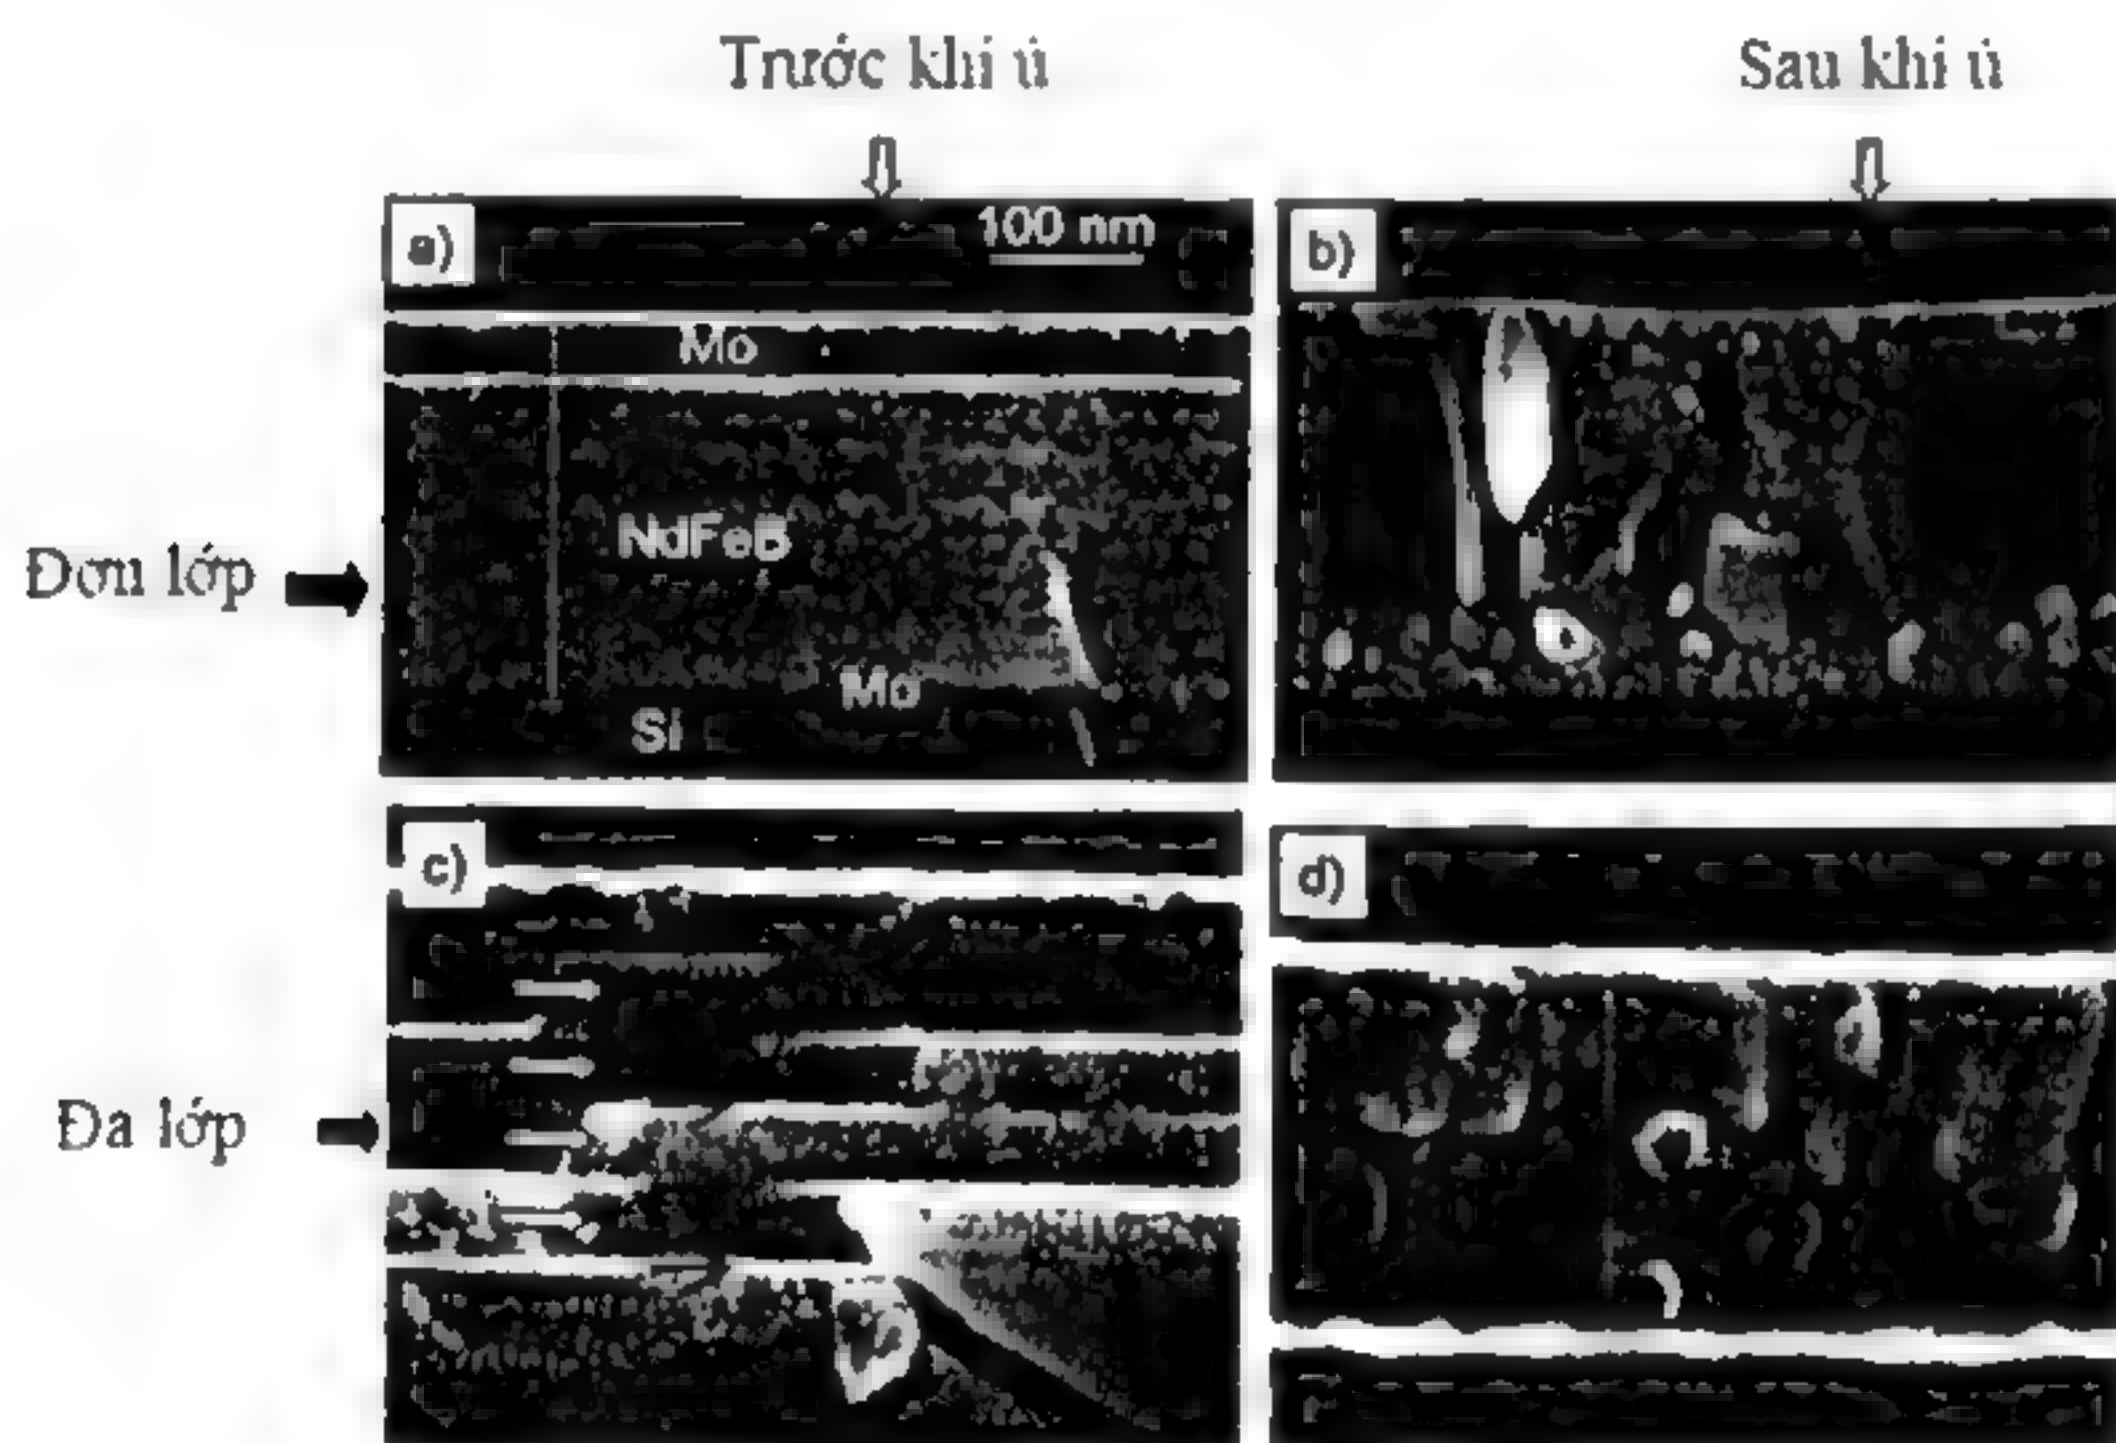 Trước khi ủ
Sau khi ủ
a)
100 nm
b)
Mo
Đơn lớp
NdFeB
Mo
Si
c)
d)
Đa lớp